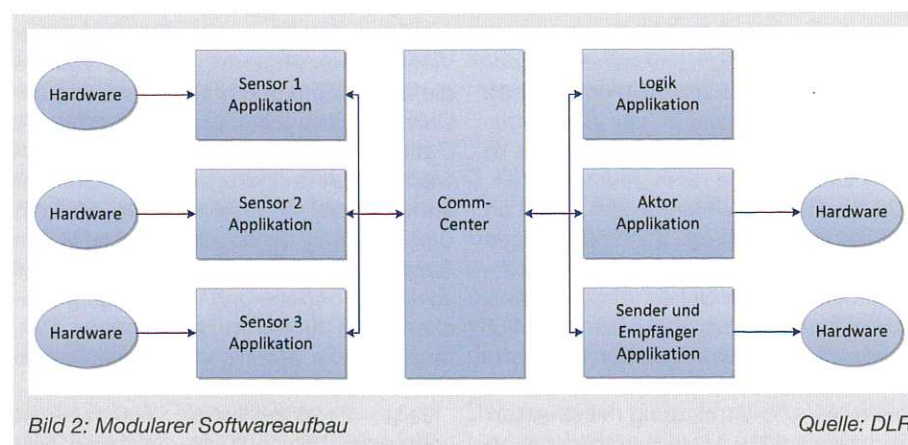 Hardware
Sensor 1
Applikation
Hardware
Sensor 2
Applikation
Hardware
Sensor 3
Applikation
Comm-
Center
Logik
Applikation
Aktor
Applikation
Hardware
Sender und
Empfänger
Applikation
Hardware
Bild 2: Modularer Softwareaufbau
Quelle: DLR